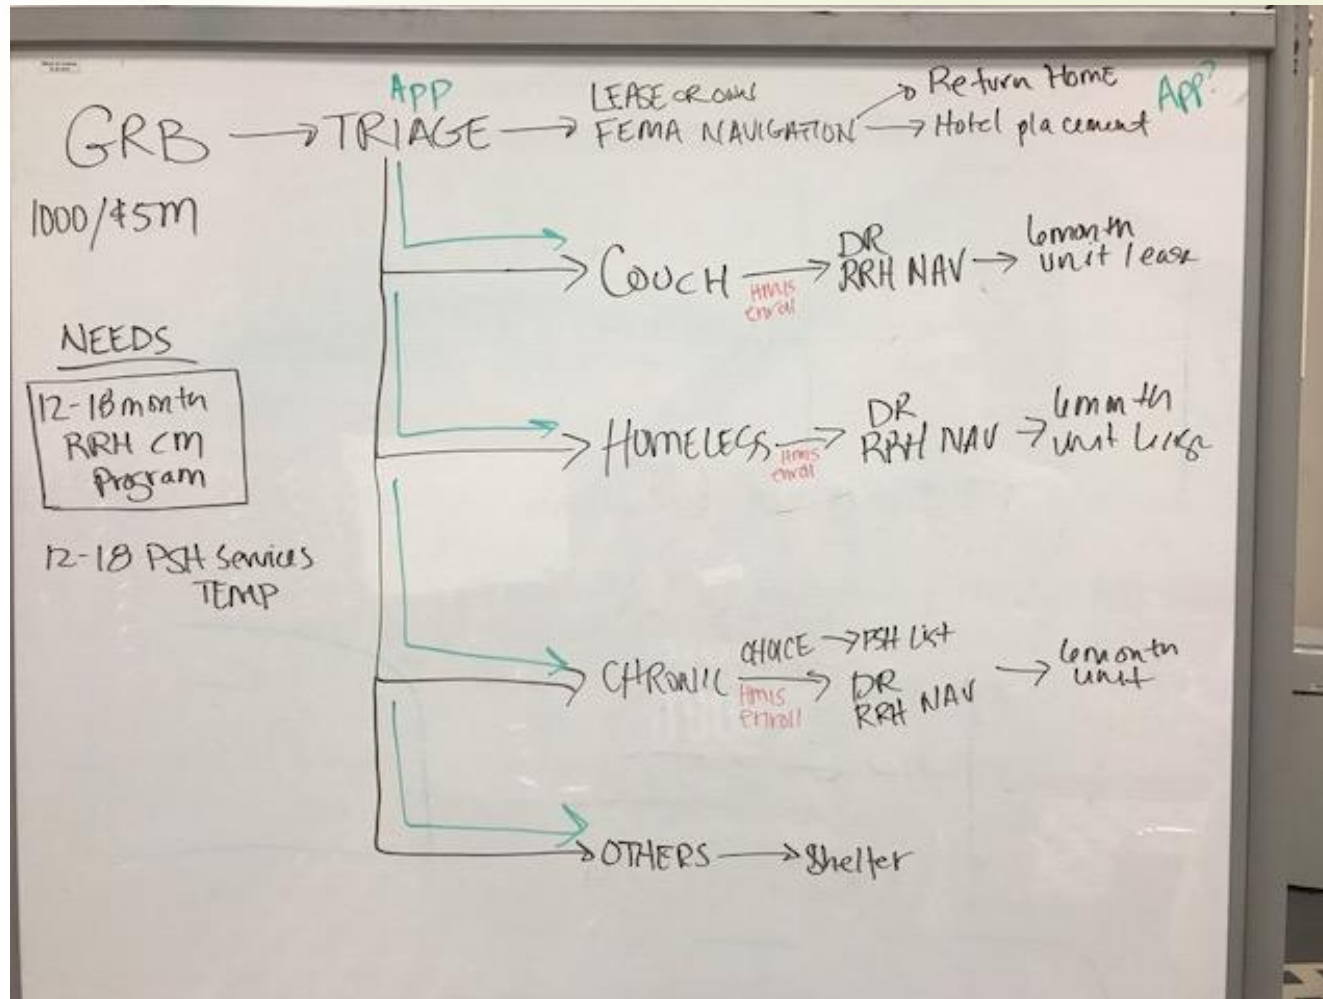 APP
GRB → TRIAGE → LEASE OR OWN
FEMA NAVIGATION → Return Home
→ Hotel placement
App?
1000/$5M
NEEDS
12-18 month
RRH CM
Program
12-18 PSH Services
TEMP
→ COUCH → DR
RRH NAV → 6month
unit lease
HMIS
enrol
→ HOMELESS → DR
RRH NAV → 6month
unit lease
HMIS
enrol
→ CHRONIC CHOICE → PSH List
→ DR
RRH NAV → 6month
unit
HMIS
enroll
→ OTHERS → Shelter